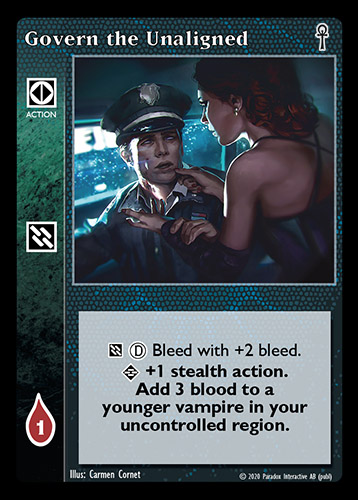 Govern the Unaligned
ACTION
D Bleed with +2 bleed.
+1 stealth action.
Add 3 blood to a
younger vampire in your
uncontrolled region.
1
Illus: Carmen Cornet
© 2020 Paradox Interactive AB (publ)